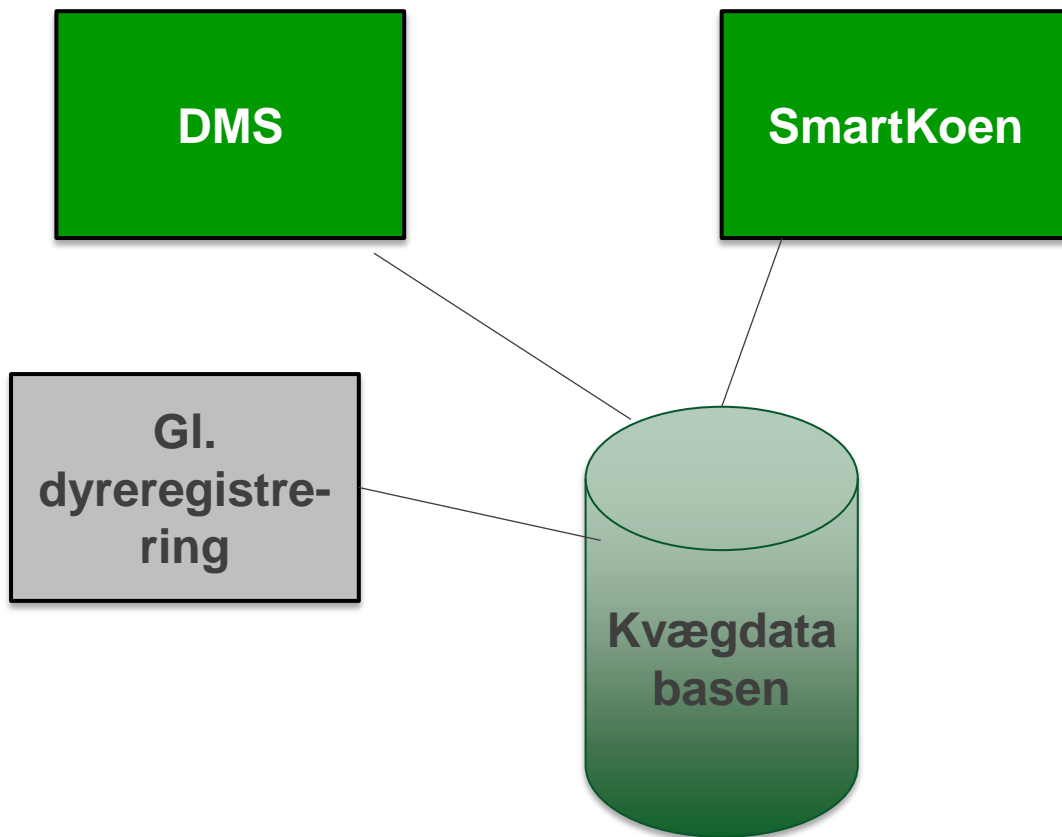 DMS
SmartKoen
Gl.
dyreregistre-
ring
Kvægdata
basen